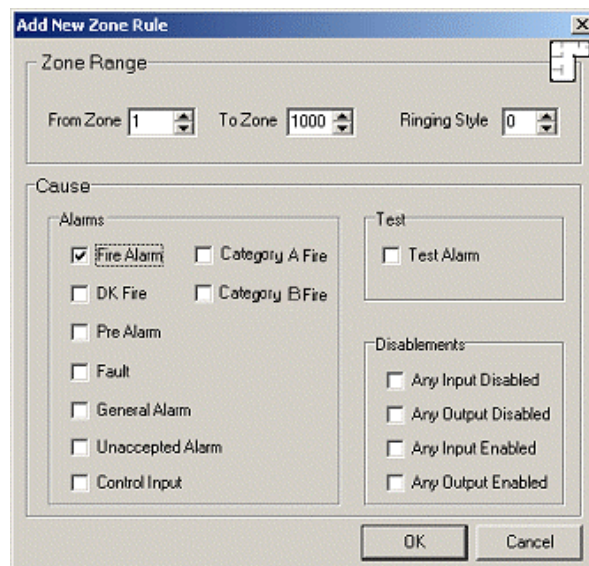 Add New Zone Rule
Zone Range
From Zone 1 To Zone 1000 Ringing Style 0
Cause
Alarms
Fire Alarm Category A Fire
DK Fire Category B Fire
Pre Alarm
Fault
General Alarm
Unaccepted Alarm
Control Input
Test
Test Alarm
Disablements
Any Input Disabled
Any Output Disabled
Any Input Enabled
Any Output Enabled
OK Cancel